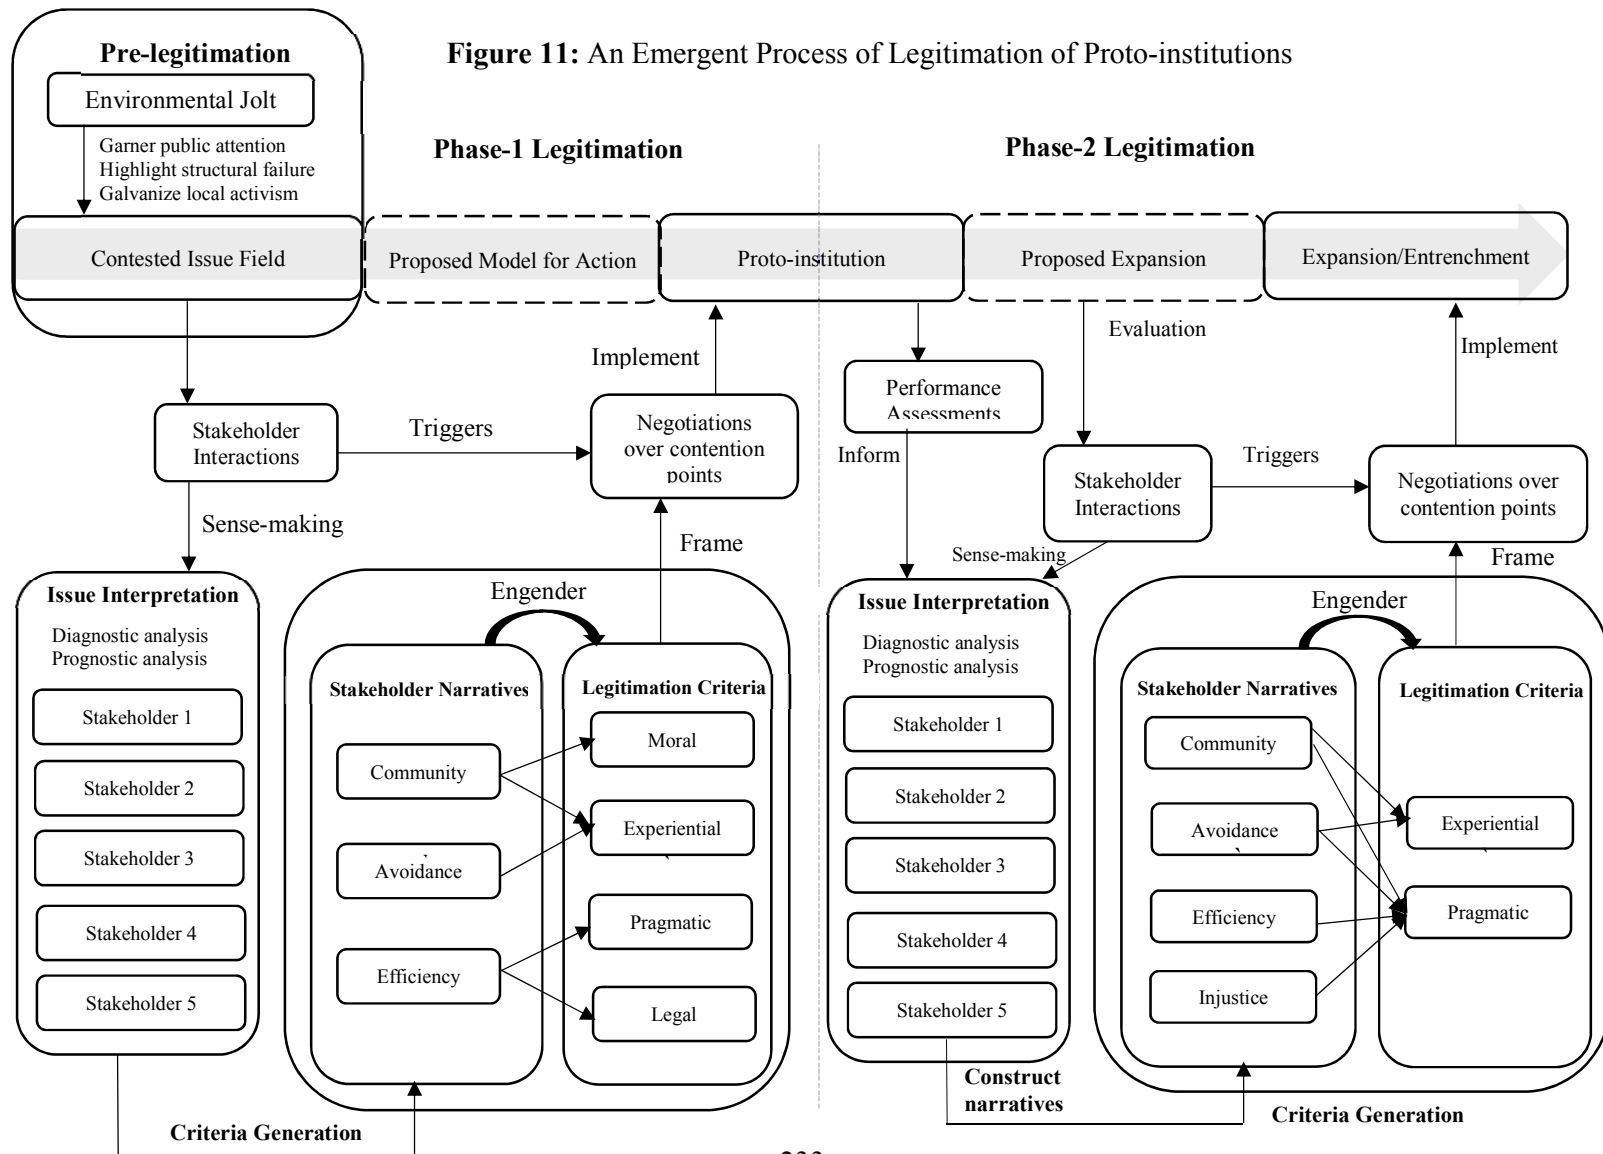 Pre-legitimation
Figure 11: An Emergent Process of Legitimation of Proto-institutions
Environmental Jolt
Garner public attention
Highlight structural failure
Galvanize local activism
Phase-1 Legitimation
Phase-2 Legitimation
Contested Issue Field
Proposed Model for Action
Proto-institution
Proposed Expansion
Expansion/Entrenchment
Implement
Evaluation
Implement
Stakeholder
Interactions
Triggers
Negotiations
over contention
points
Performance
Assessments
Inform
Stakeholder
Interactions
Triggers
Negotiations over
contention points
Sense-making
Frame
Sense-making
Frame
Issue Interpretation
Diagnostic analysis
Prognostic analysis
Stakeholder 1
Stakeholder 2
Stakeholder 3
Stakeholder 4
Stakeholder 5
Engender
Stakeholder Narratives
Community
Avoidance
Efficiency
Legitimation Criteria
Moral
Experiential
Pragmatic
Legal
Criteria Generation
Issue Interpretation
Diagnostic analysis
Prognostic analysis
Stakeholder 1
Stakeholder 2
Stakeholder 3
Stakeholder 4
Stakeholder 5
Construct
narratives
Engender
Stakeholder Narratives
Community
Avoidance
Efficiency
Injustice
Legitimation Criteria
Experiential
Pragmatic
Criteria Generation